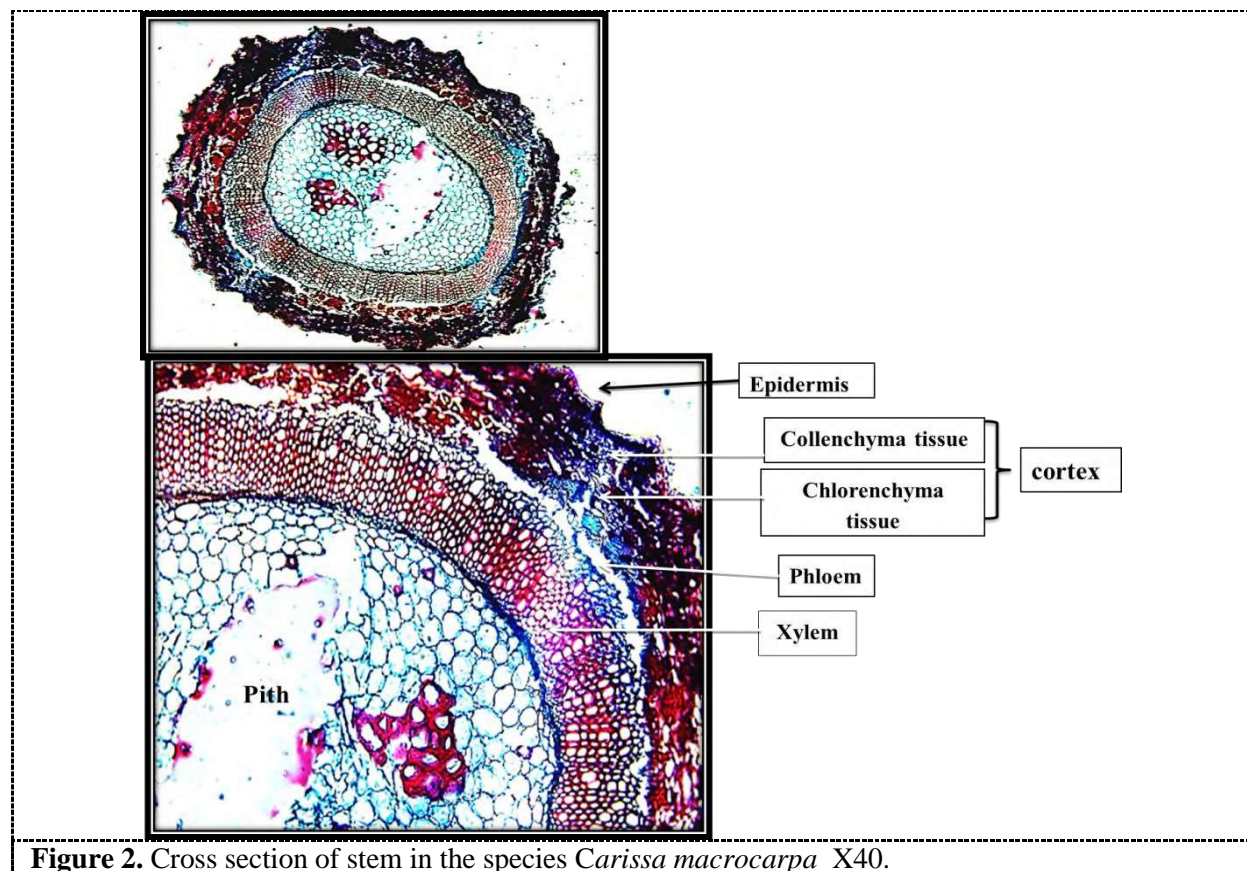 Epidermis
Collenchyma tissue
Chlorenchyma
tissue
cortex
Phloem
Xylem
Pith
Figure 2. Cross section of stem in the species Carissa macrocarpa X40.